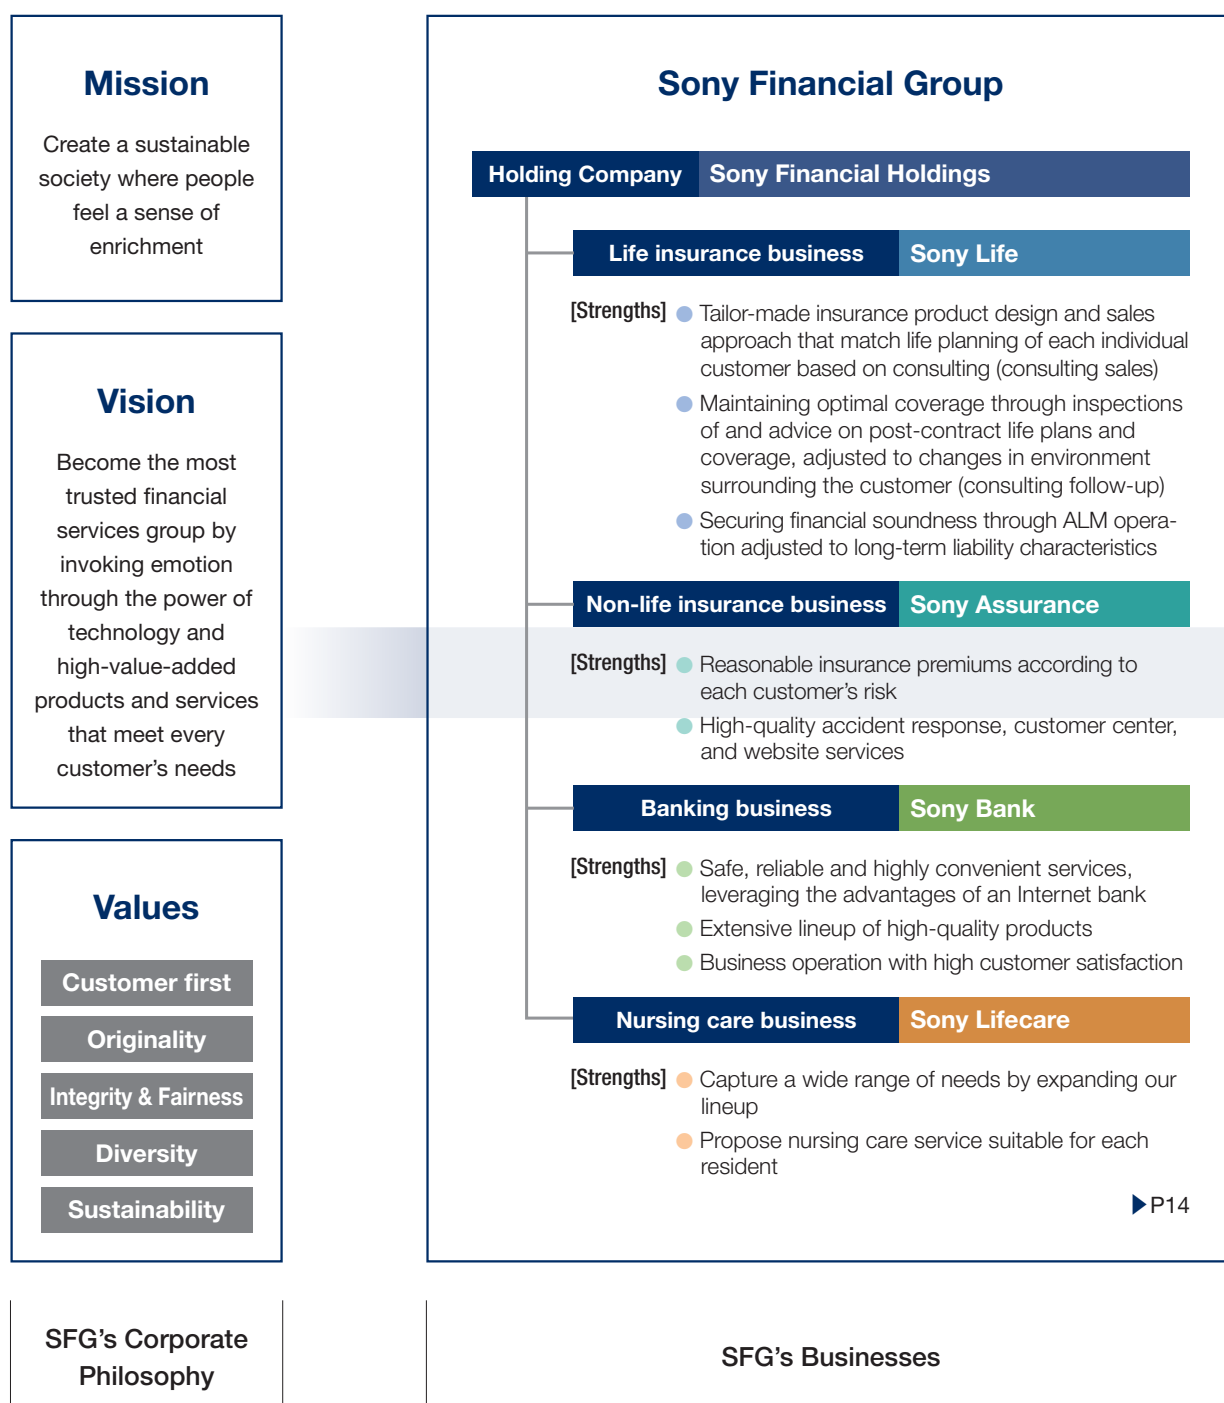 Mission
Create a sustainable
society where people
feel a sense of
enrichment
Vision
Become the most
trusted financial
services group by
invoking emotion
through the power of
technology and
high-value-added
products and services
that meet every
customer's needs
Values
Customer first
Originality
Integrity & Fairness
Diversity
Sustainability
SFG's Corporate
Philosophy
Sony Financial Group
Holding Company Sony Financial Holdings
Life insurance business Sony Life
[Strengths] ● Tailor-made insurance product design and sales
approach that match life planning of each individual
customer based on consulting (consulting sales)
● Maintaining optimal coverage through inspections
of and advice on post-contract life plans and
coverage, adjusted to changes in environment
surrounding the customer (consulting follow-up)
● Securing financial soundness through ALM opera-
tion adjusted to long-term liability characteristics
Non-life insurance business Sony Assurance
[Strengths] ● Reasonable insurance premiums according to
each customer's risk
● High-quality accident response, customer center,
and website services
Banking business Sony Bank
[Strengths] ● Safe, reliable and highly convenient services,
leveraging the advantages of an Internet bank
● Extensive lineup of high-quality products
● Business operation with high customer satisfaction
Nursing care business Sony Lifecare
[Strengths] ● Capture a wide range of needs by expanding our
lineup
● Propose nursing care service suitable for each
resident
▶P14
SFG's Businesses